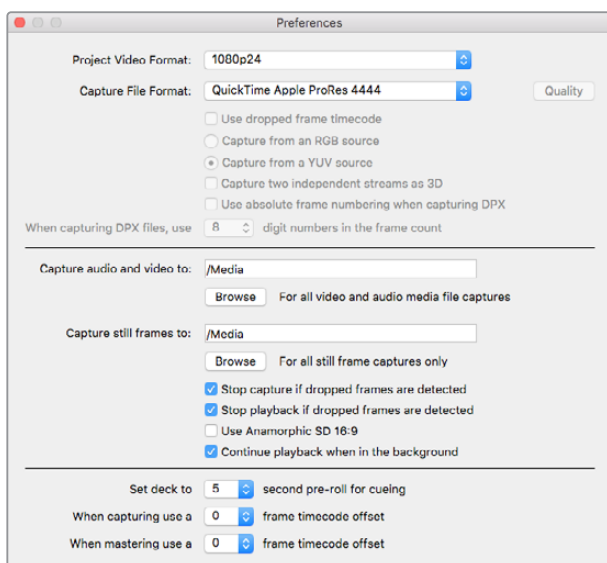 Preferences
Project Video Format: 1080p24
Capture File Format: QuickTime Apple ProRes 4444 Quality
Use dropped frame timecode
Capture from an RGB source
Capture from a YUV source
Capture two independent streams as 3D
Use absolute frame numbering when capturing DPX
When capturing DPX files, use 8 digit numbers in the frame count
Capture audio and video to: /Media
Browse For all video and audio media file captures
Capture still frames to: /Media
Browse For all still frame captures only
Stop capture if dropped frames are detected
Stop playback if dropped frames are detected
Use Anamorphic SD 16:9
Continue playback when in the background
Set deck to 5 second pre-roll for cueing
When capturing use a 0 frame timecode offset
When mastering use a 0 frame timecode offset